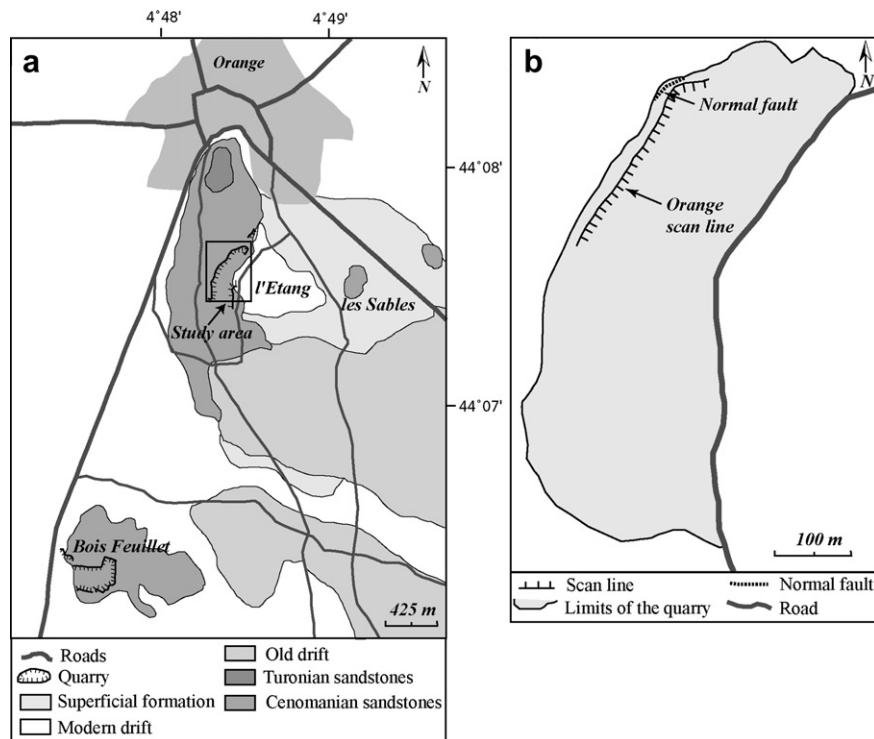 4°48'
4°49'
a
Orange
N
44°08'
l'Etang
les Sables
Study area
44°07'
Bois Feuillet
425 m
Roads
Quarry
Superficial formation
Modern drift
Old drift
Turonian sandstones
Cenomanian sandstones
b
N
Normal fault
Orange
scan line
100 m
Scan line
Normal fault
Limits of the quarry
Road